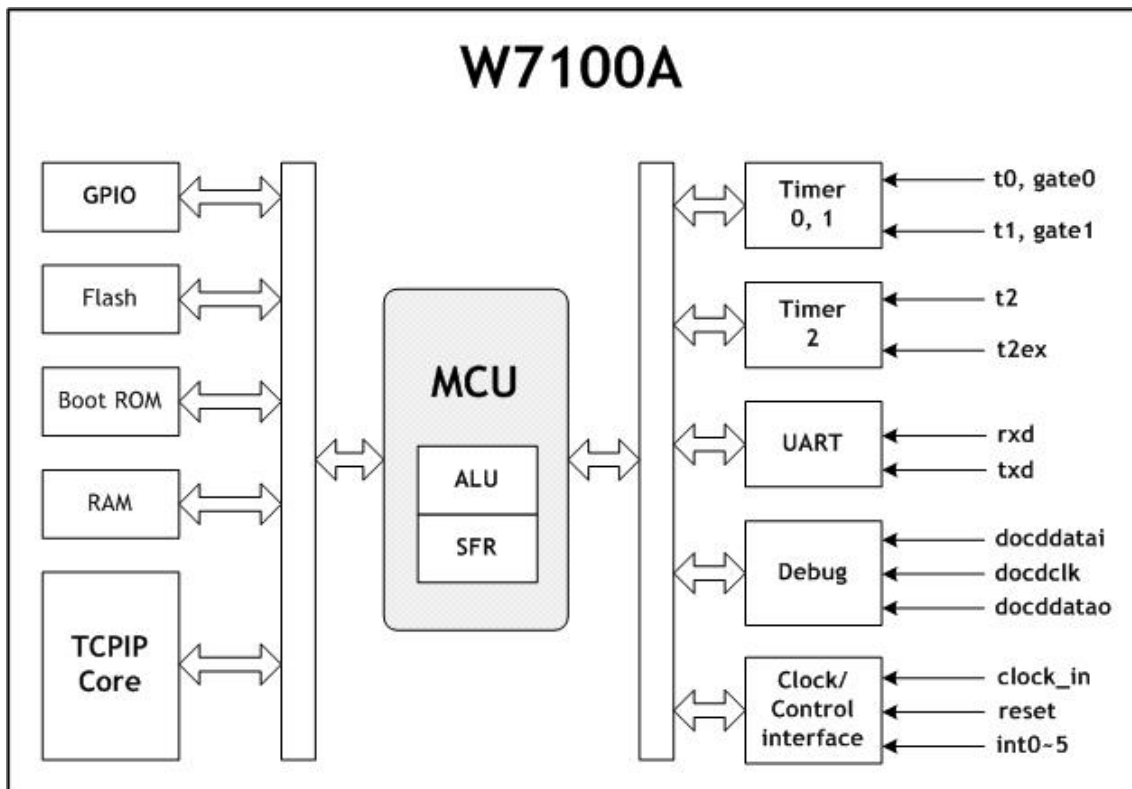 W7100A
GPIO
Flash
Boot ROM
RAM
TCPIP
Core
MCU
ALU
SFR
Timer
0, 1
t0, gate0
t1, gate1
Timer
2
t2
t2ex
UART
rxd
txd
Debug
docddatai
docdclk
docddatao
Clock/
Control
interface
clock_in
reset
int0~5